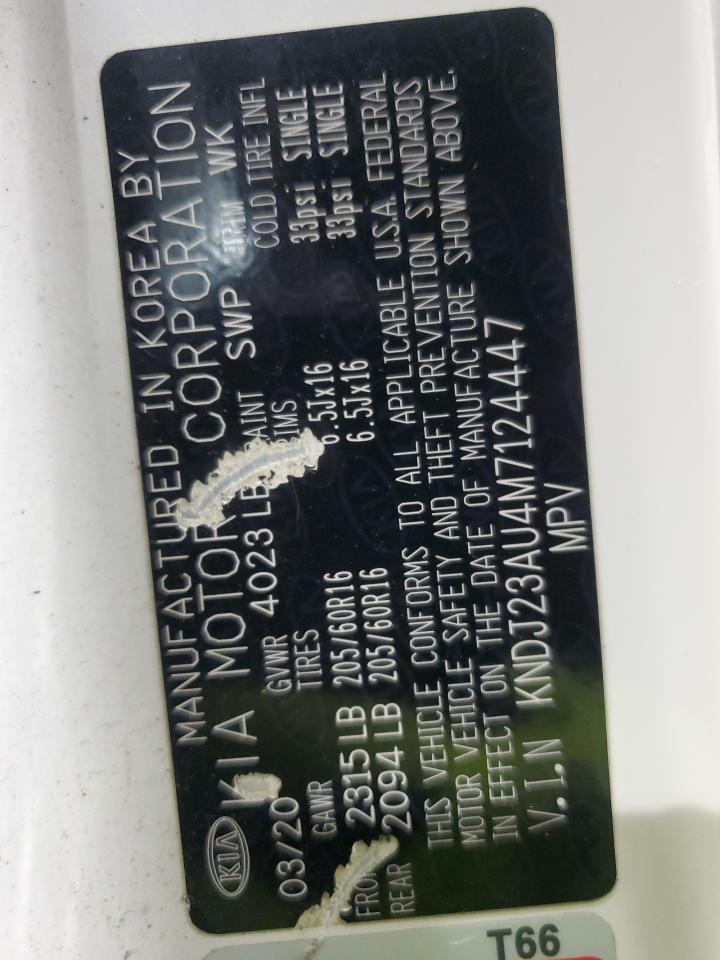 MANUFACTURED IN KOREA BY
KIA
KIA MOTOR CORPORATION
03/20 4023 LB SWP WK
GVWR
GAWR TIRES COLD TIRE INFL
2315 LB 205/60R16 6.5Jx16 33psi SINGLE
REAR 2094 LB 205/60R16 6.5Jx16 33psi SINGLE
THIS VEHICLE CONFORMS TO ALL APPLICABLE U.S.A. FEDERAL
MOTOR VEHICLE SAFETY AND THEFT PREVENTION STANDARDS
IN EFFECT ON THE DATE OF MANUFACTURE SHOWN ABOVE.
V.I.N KNDJ23AU4M7124447
MPV
T66